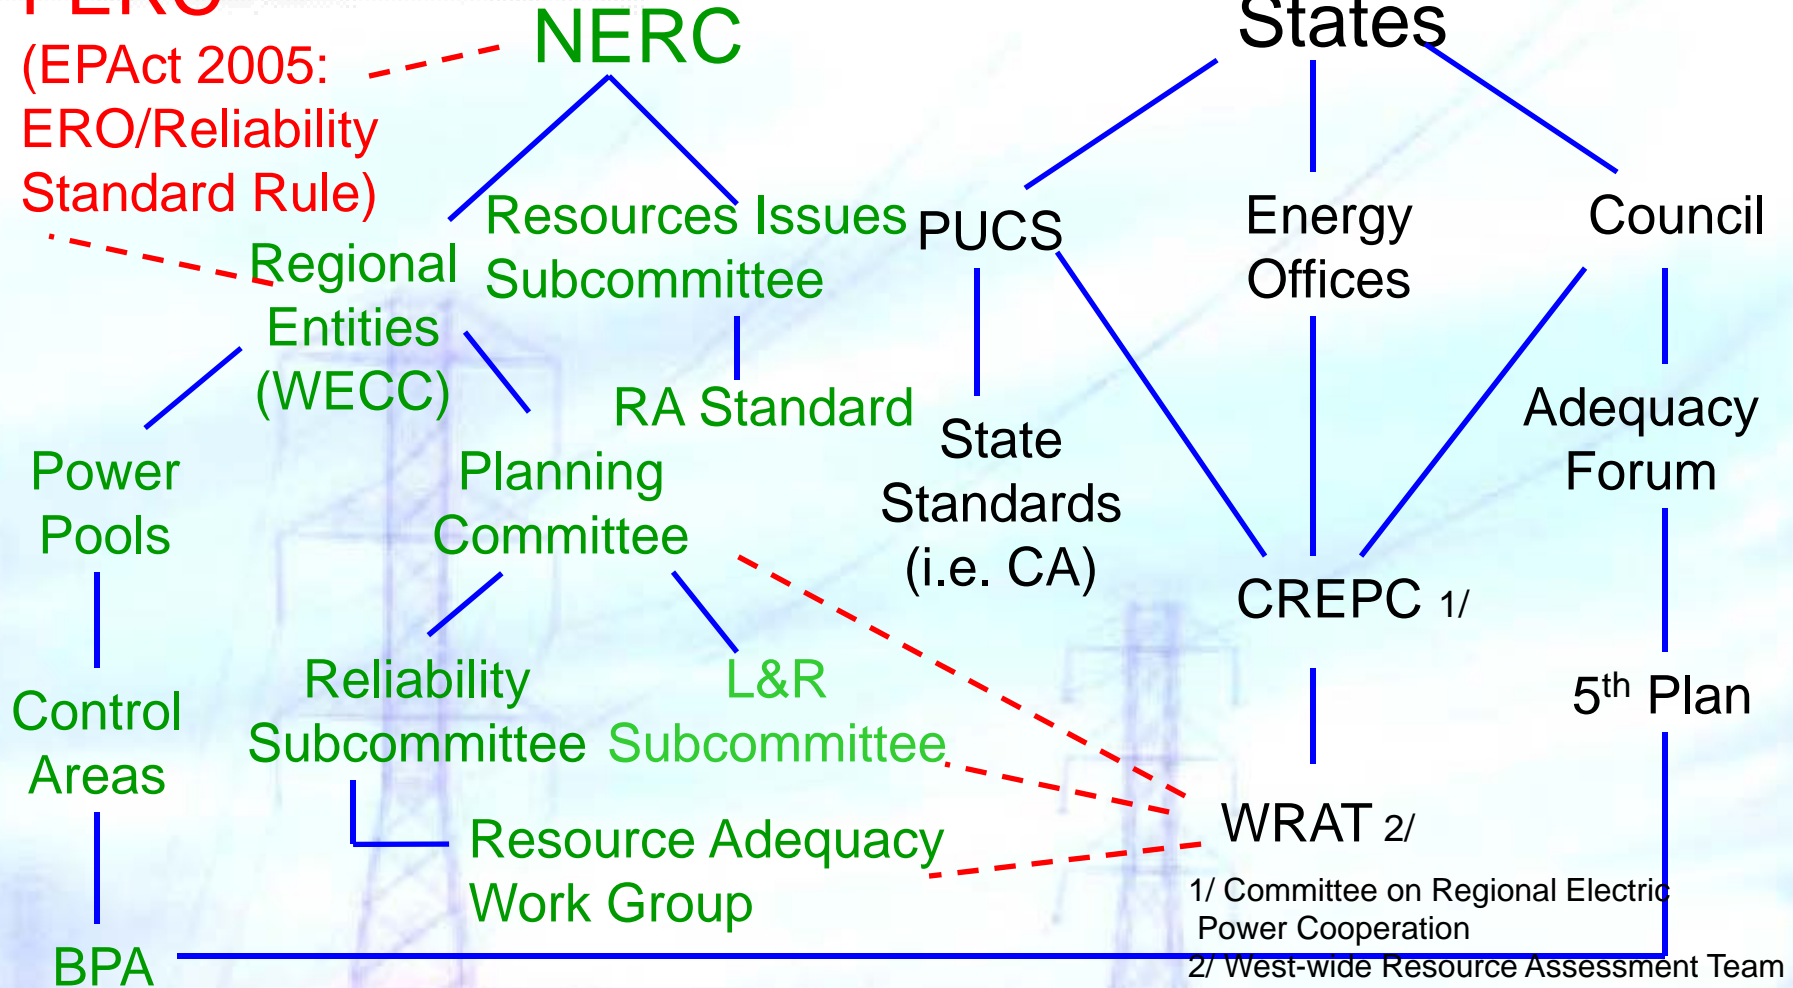 FERC
(EPAct 2005:
ERO/Reliability
Standard Rule)
NERC
States
Regional
Entities
(WECC)
Resources Issues
Subcommittee
PUCS
Energy
Offices
Council
RA Standard
State
Standards
(i.e. CA)
Adequacy
Forum
Power
Pools
Planning
Committee
CREPC 1/
Control
Areas
Reliability
Subcommittee
L&R
Subcommittee
5th Plan
WRAT 2/
Resource Adequacy
Work Group
BPA
1/ Committee on Regional Electric
Power Cooperation
2/ West-wide Resource Assessment Team